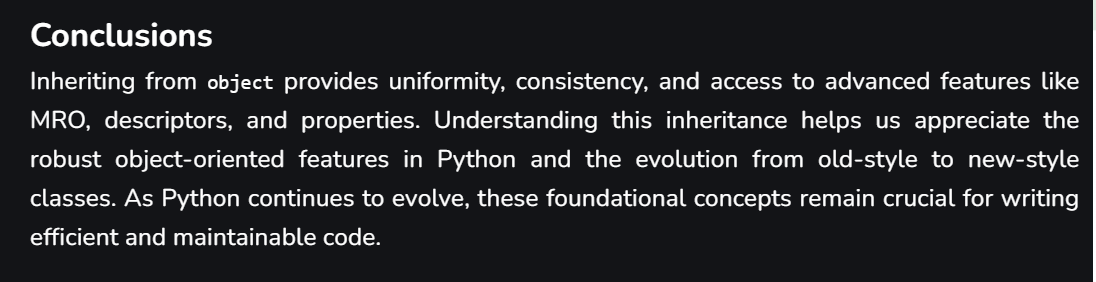 Conclusions
Inheriting from object provides uniformity, consistency, and access to advanced features like
MRO, descriptors, and properties. Understanding this inheritance helps us appreciate the
robust object-oriented features in Python and the evolution from old-style to new-style
classes. As Python continues to evolve, these foundational concepts remain crucial for writing
efficient and maintainable code.